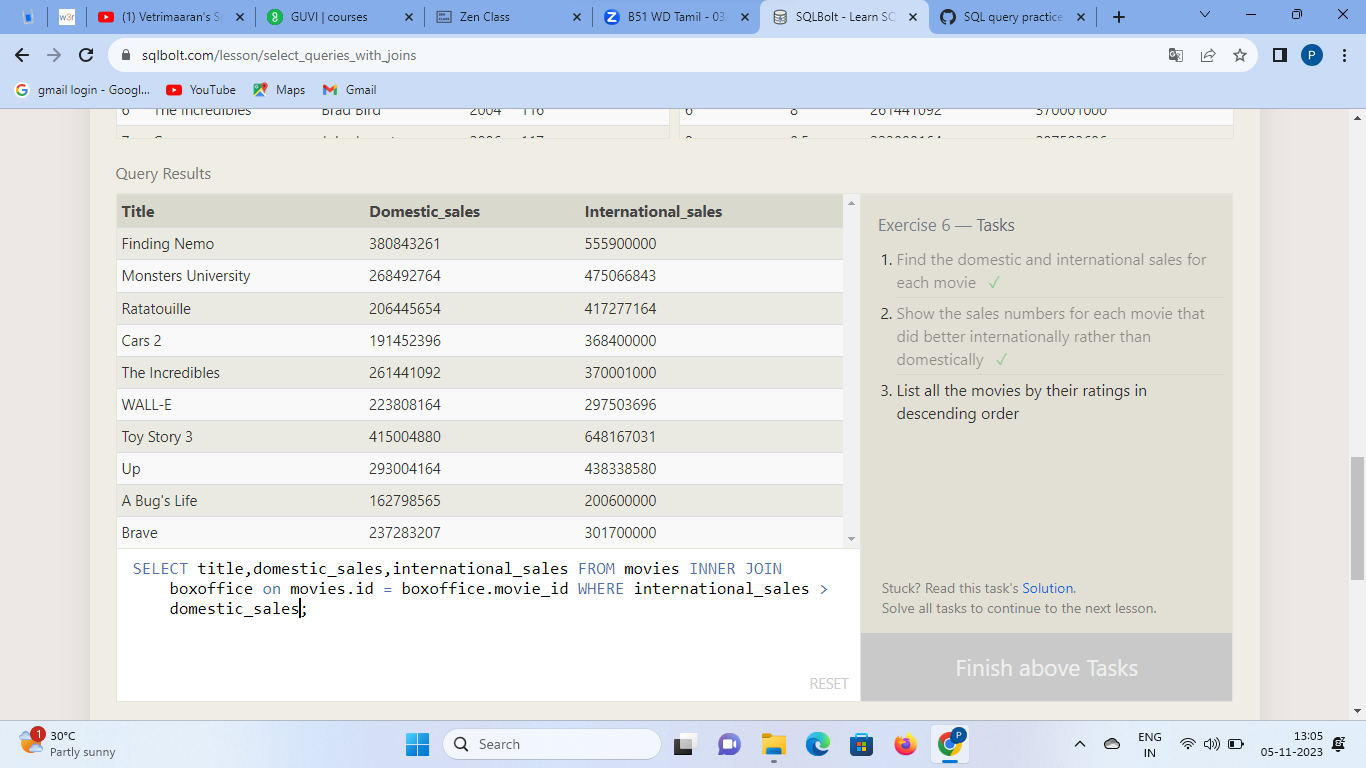 (1) Vetrimaaran's Sp
GUVI | courses
Zen Class
B51 WD Tamil - 03
SQLBolt - Learn SQ
SQL query practice
sqlbolt.com/lesson/select_queries_with_joins
P
gmail login - Googl...
YouTube
Maps
Gmail
6 The Incredibles Brad Bird 2004 116 6 8 261441092 370001000
Query Results
Title Domestic_sales International_sales
Finding Nemo 380843261 555900000
Monsters University 268492764 475066843
Ratatouille 206445654 417277164
Cars 2 191452396 368400000
The Incredibles 261441092 370001000
WALL-E 223808164 297503696
Toy Story 3 415004880 648167031
Up 293004164 438338580
A Bug's Life 162798565 200600000
Brave 237283207 301700000
Exercise 6 — Tasks
1. Find the domestic and international sales for
each movie ✓
2. Show the sales numbers for each movie that
did better internationally rather than
domestically ✓
3. List all the movies by their ratings in
descending order
SELECT title,domestic_sales,international_sales FROM movies INNER JOIN
boxoffice on movies.id = boxoffice.movie_id WHERE international_sales >
domestic_sales;
RESET
Stuck? Read this task's Solution.
Solve all tasks to continue to the next lesson.
Finish above Tasks
1
30°C
Partly sunny
Search
P
ENG
IN
13:05
05-11-2023